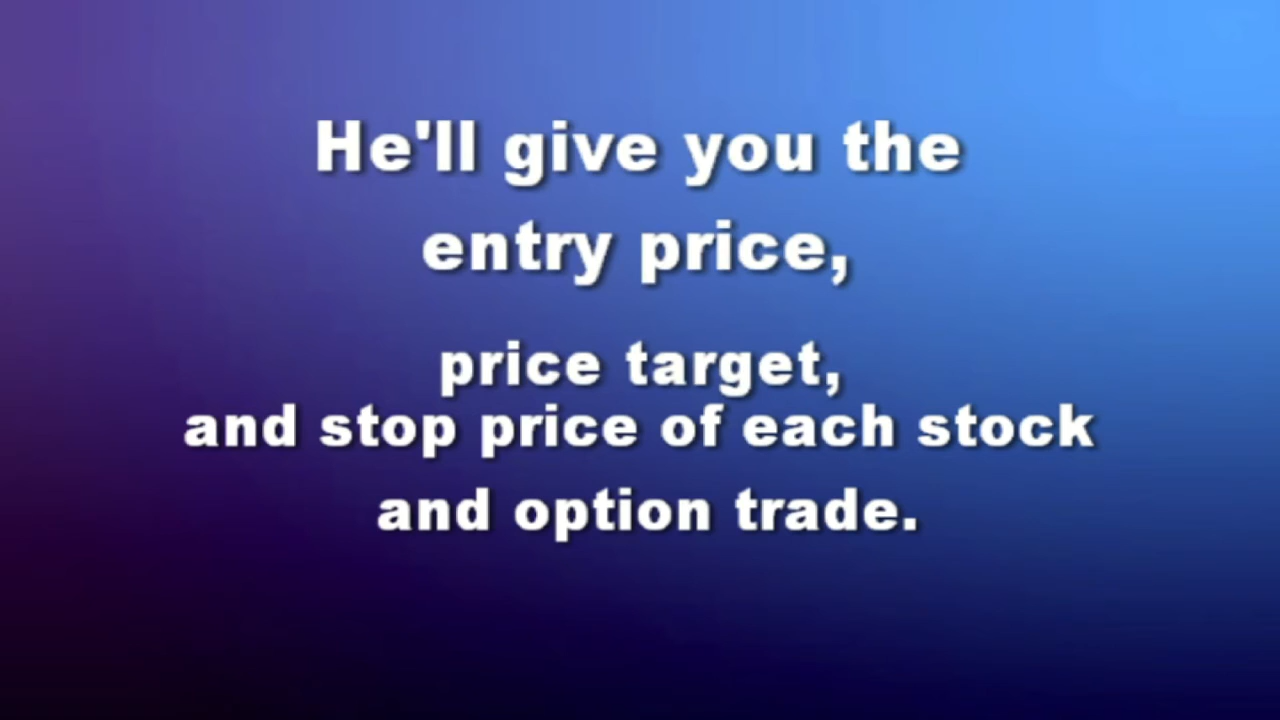 He'll give you the
entry price,
price target,
and stop price of each stock
and option trade.